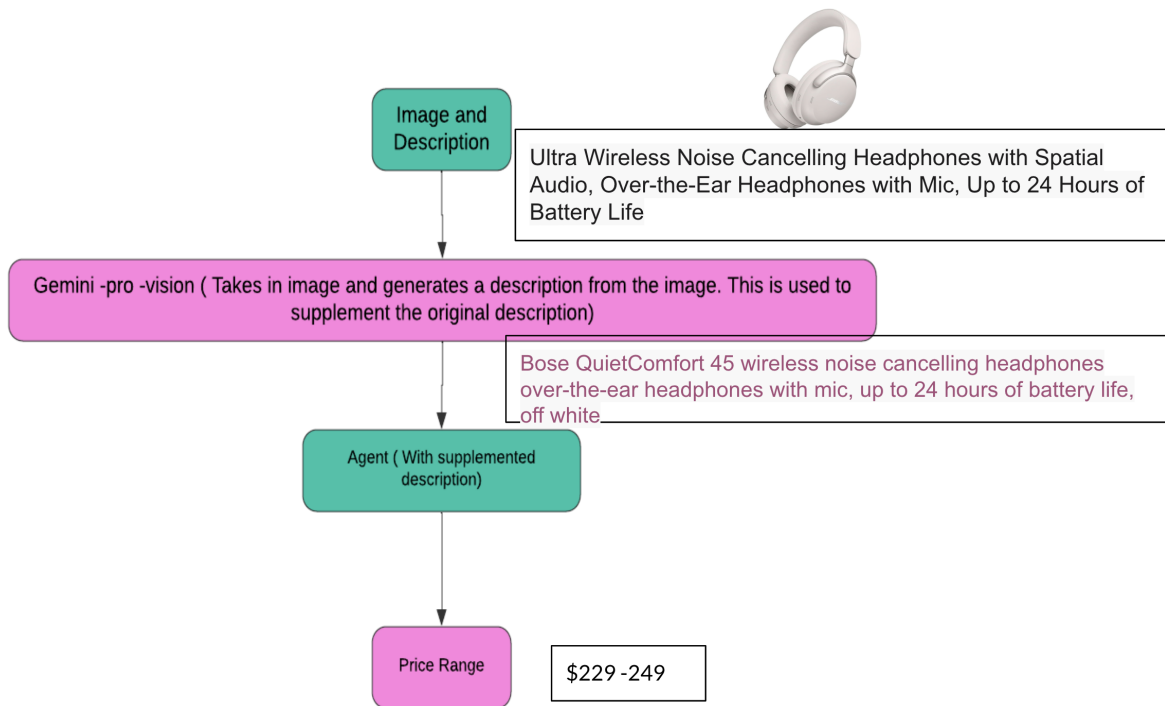 Image and
Description
Ultra Wireless Noise Cancelling Headphones with Spatial
Audio, Over-the-Ear Headphones with Mic, Up to 24 Hours of
Battery Life
Gemini -pro -vision ( Takes in image and generates a description from the image. This is used to
supplement the original description)
Bose QuietComfort 45 wireless noise cancelling headphones
over-the-ear headphones with mic, up to 24 hours of battery life,
off white
Agent ( With supplemented
description)
Price Range
$229 -249